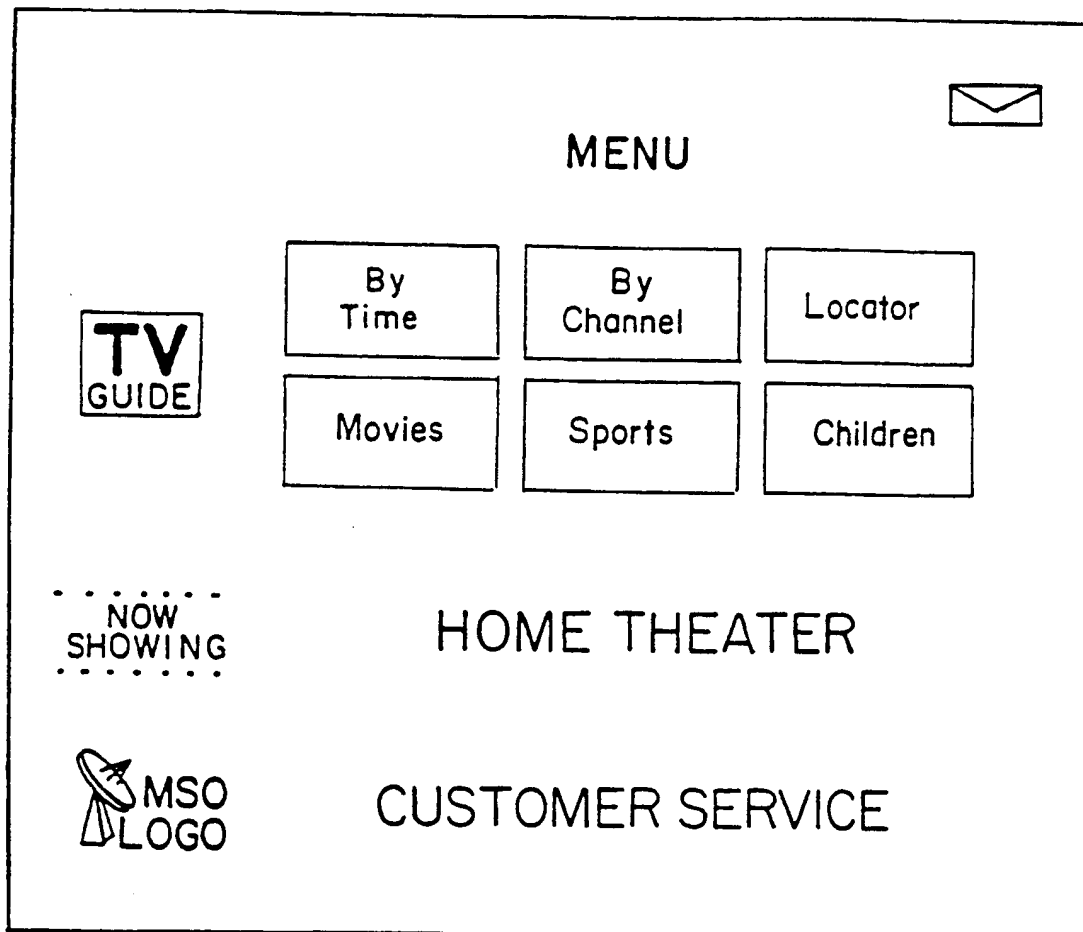 MENU
By
Time
By
Channel
Locator
TV
GUIDE
Movies
Sports
Children
NOW
SHOWING
HOME THEATER
MSO
LOGO
CUSTOMER SERVICE